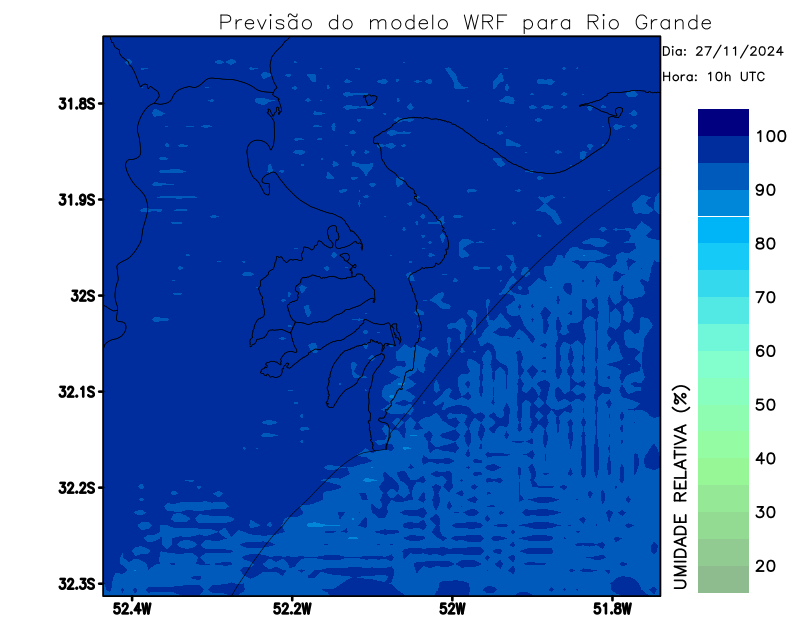 Previsão do modelo WRF para Rio Grande
Dia: 27/11/2024
Hora: 10h UTC
31.8S
31.9S
32S
32.1S
32.2S
32.3S
52.4W
52.2W
52W
51.8W
100
90
80
70
60
50
40
30
20
UMIDADE RELATIVA (%)